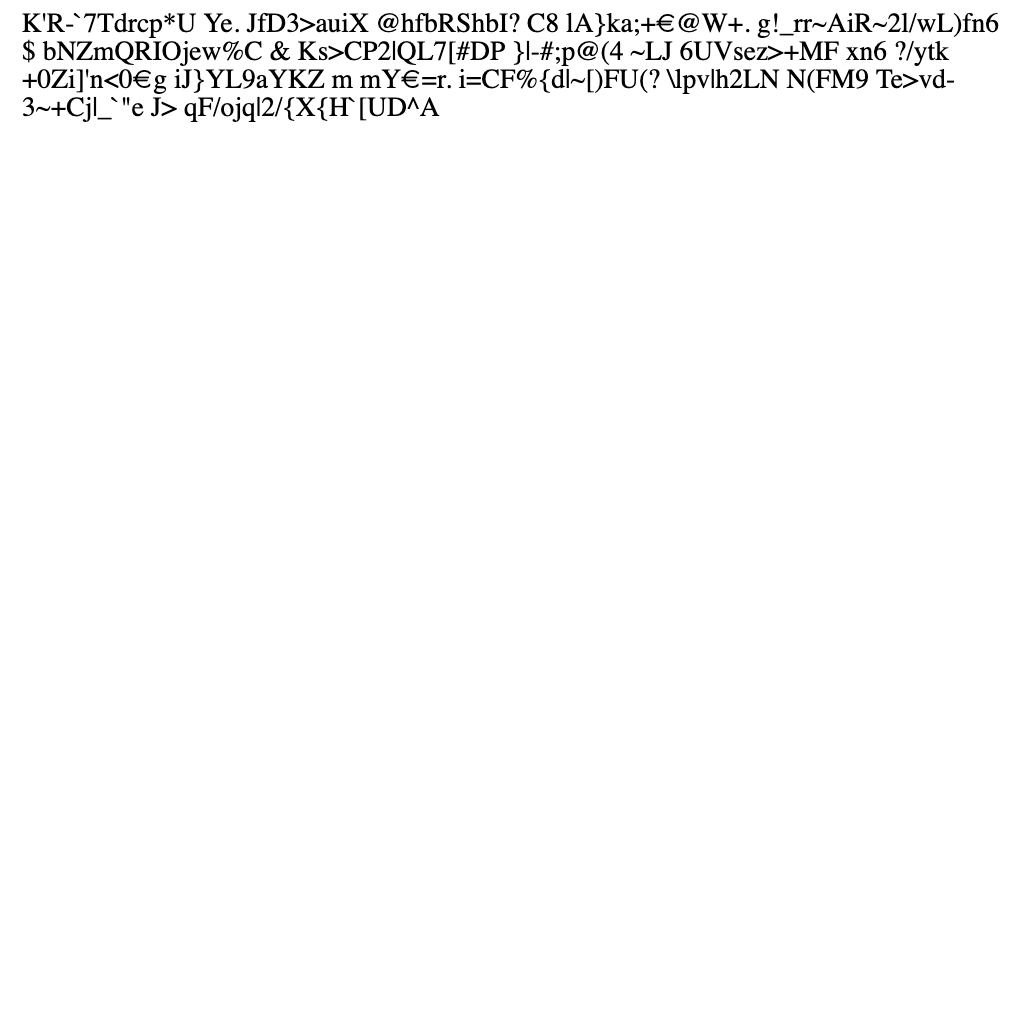 K'R-`7Tdrcp*U Ye. JfD3>auiX @hfbRShbI? C8 lA}ka;+€@W+. g!_rr~AiR~2l/wL)fn6
$ bNZmQRIOjew%C & Ks>CP2|QL7[#DP }|-#;p@(4 ~LJ 6UVsez>+MF xn6 ?/ytk
+0Zi]'n<0€g iJ}YL9aYKZ m mY€=r. i=CF%{d|~[)FU(? \lpv|h2LN N(FM9 Te>vd-
3~+Cj|_`"e J> qF/ojq|2/{X{H` [UD^A